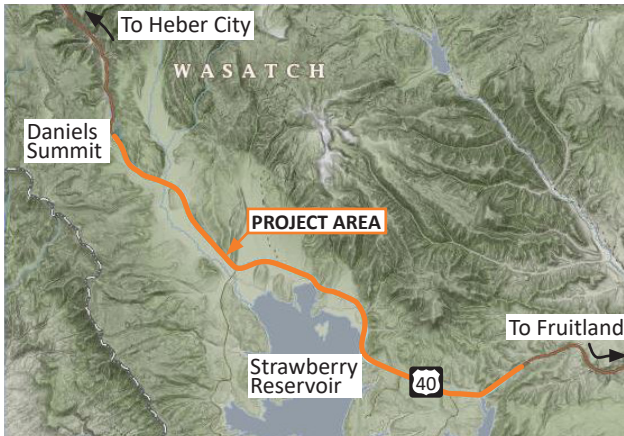 To Heber City
WASATCH
Daniels
Summit
PROJECT AREA
To Fruitland
Strawberry
Reservoir
40